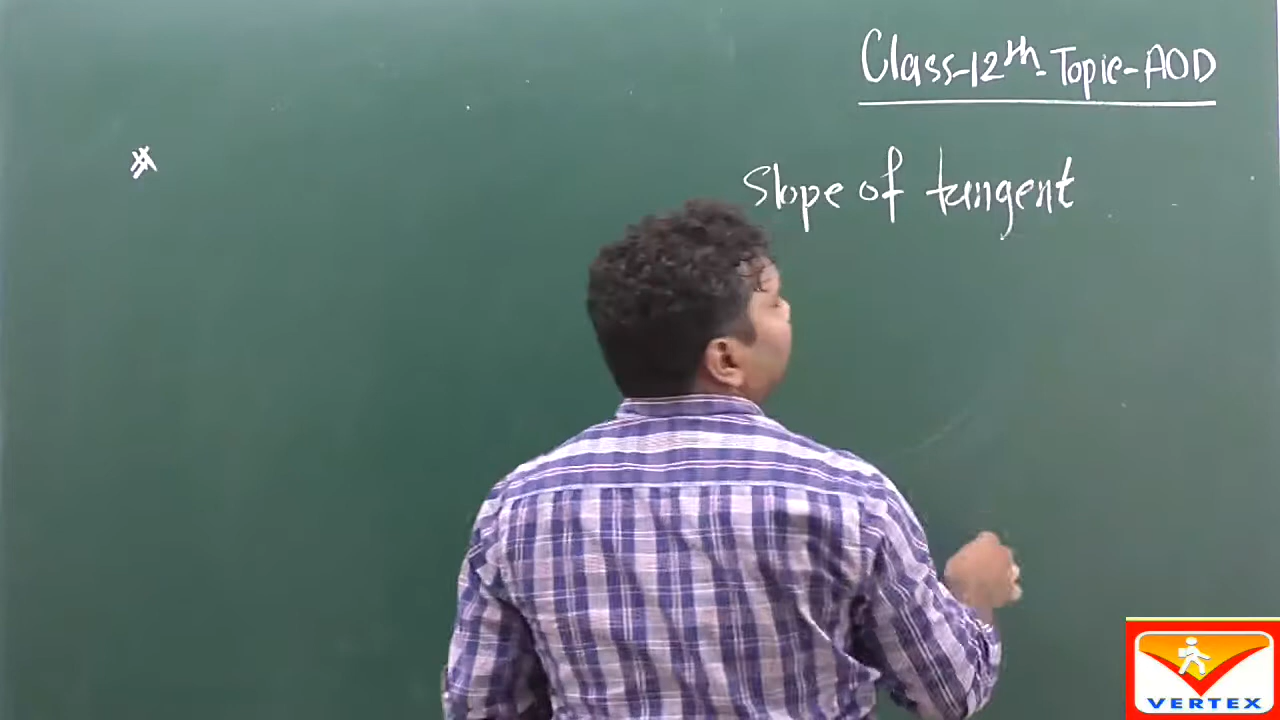 Class-12th-Topic-AOD
#
Slope of tangent
VERTEX